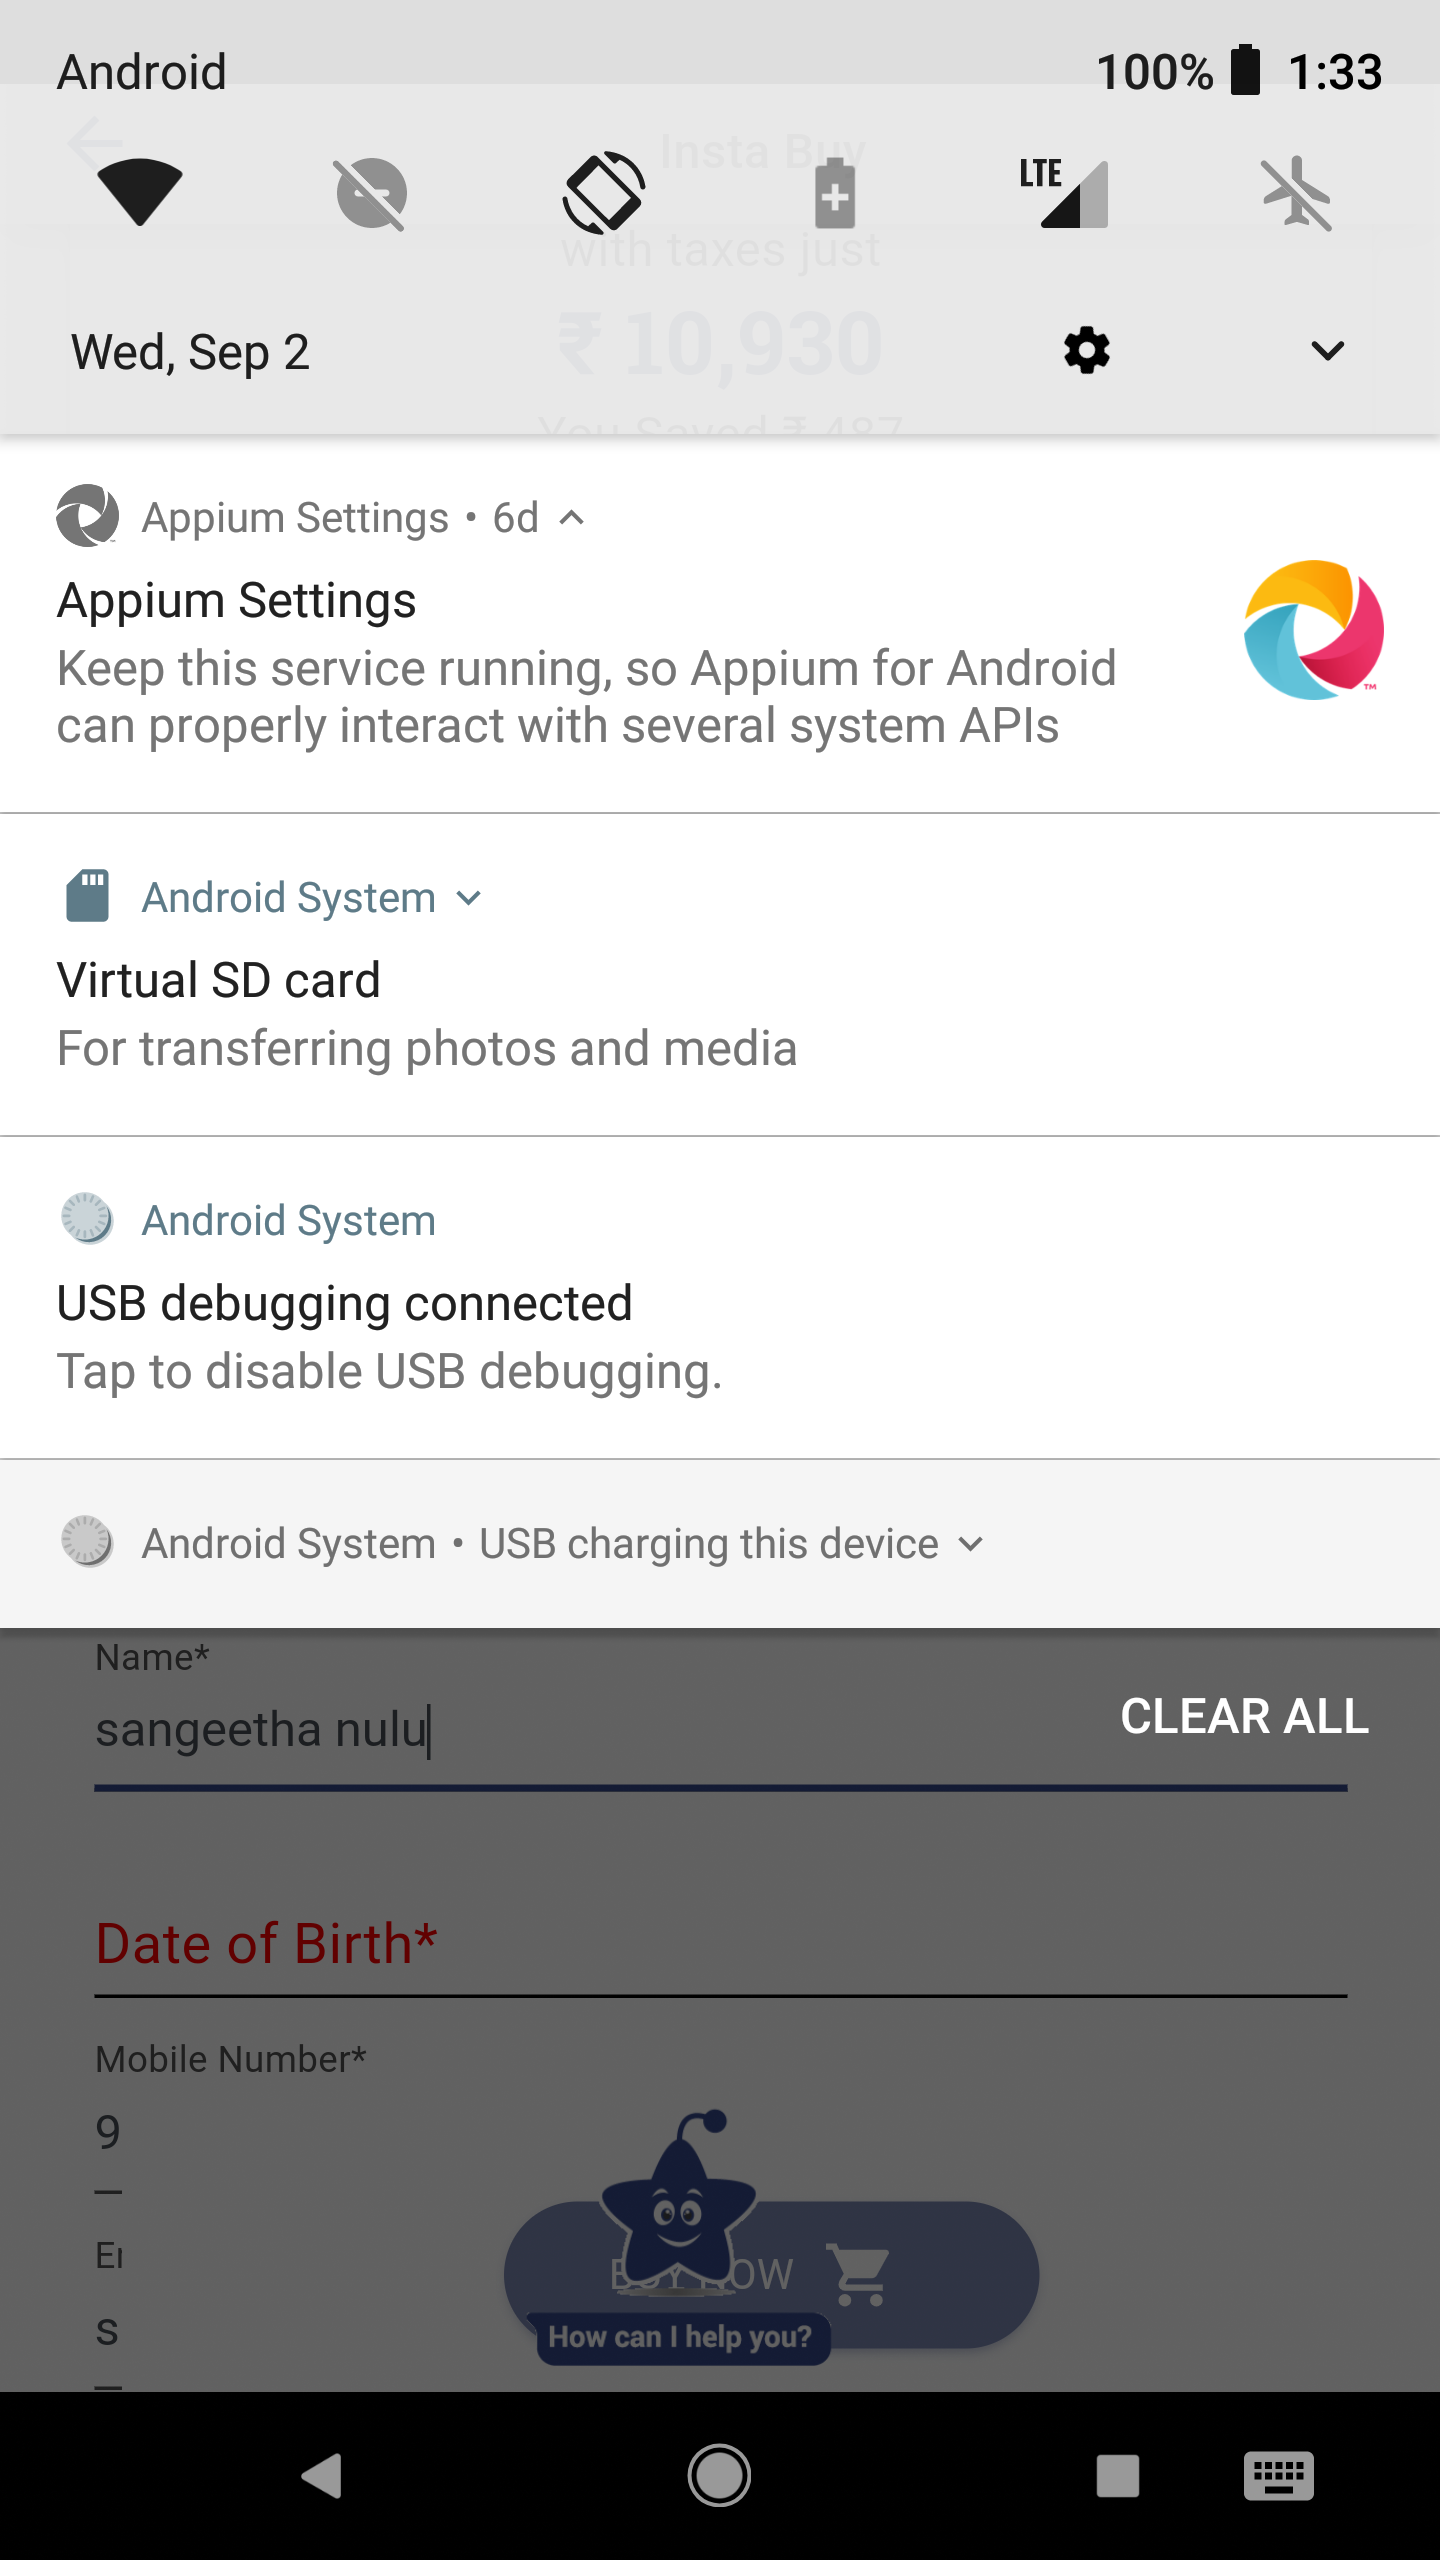 Android
100% 1:33
Insta Buy
LTE
with taxes just
₹ 10,930
Wed, Sep 2
You Saved ₹ 487
Appium Settings • 6d
Appium Settings
Keep this service running, so Appium for Android
can properly interact with several system APIs
TM
Android System
Virtual SD card
For transferring photos and media
Android System
USB debugging connected
Tap to disable USB debugging.
Android System • USB charging this device
Name*
sangeetha nulu
CLEAR ALL
Date of Birth*
Mobile Number*
9
s
How can I help you?